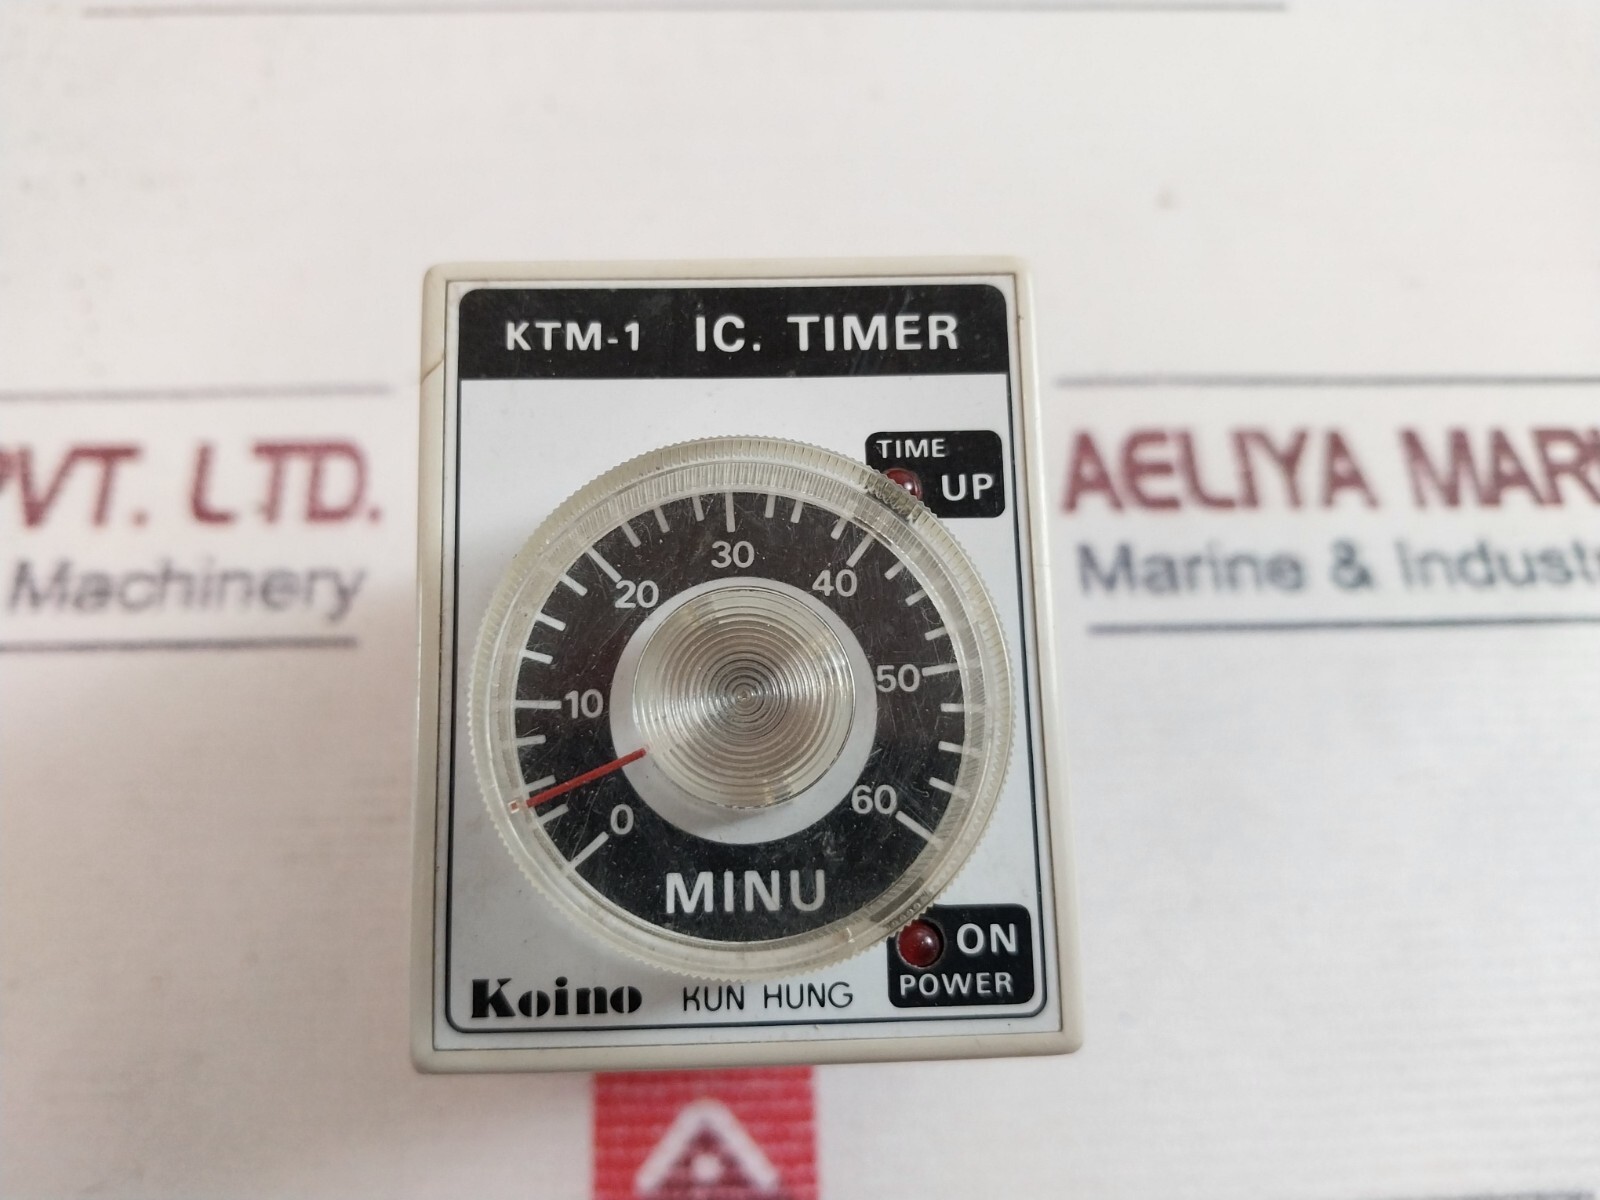 KTM-1 IC. TIMER
TIME
UP
PVT. LTD.
Machinery
AELIYA MAR
Marine & Indust
30
20
40
10
50
0
60
MINU
ON
POWER
Koino KUN HUNG